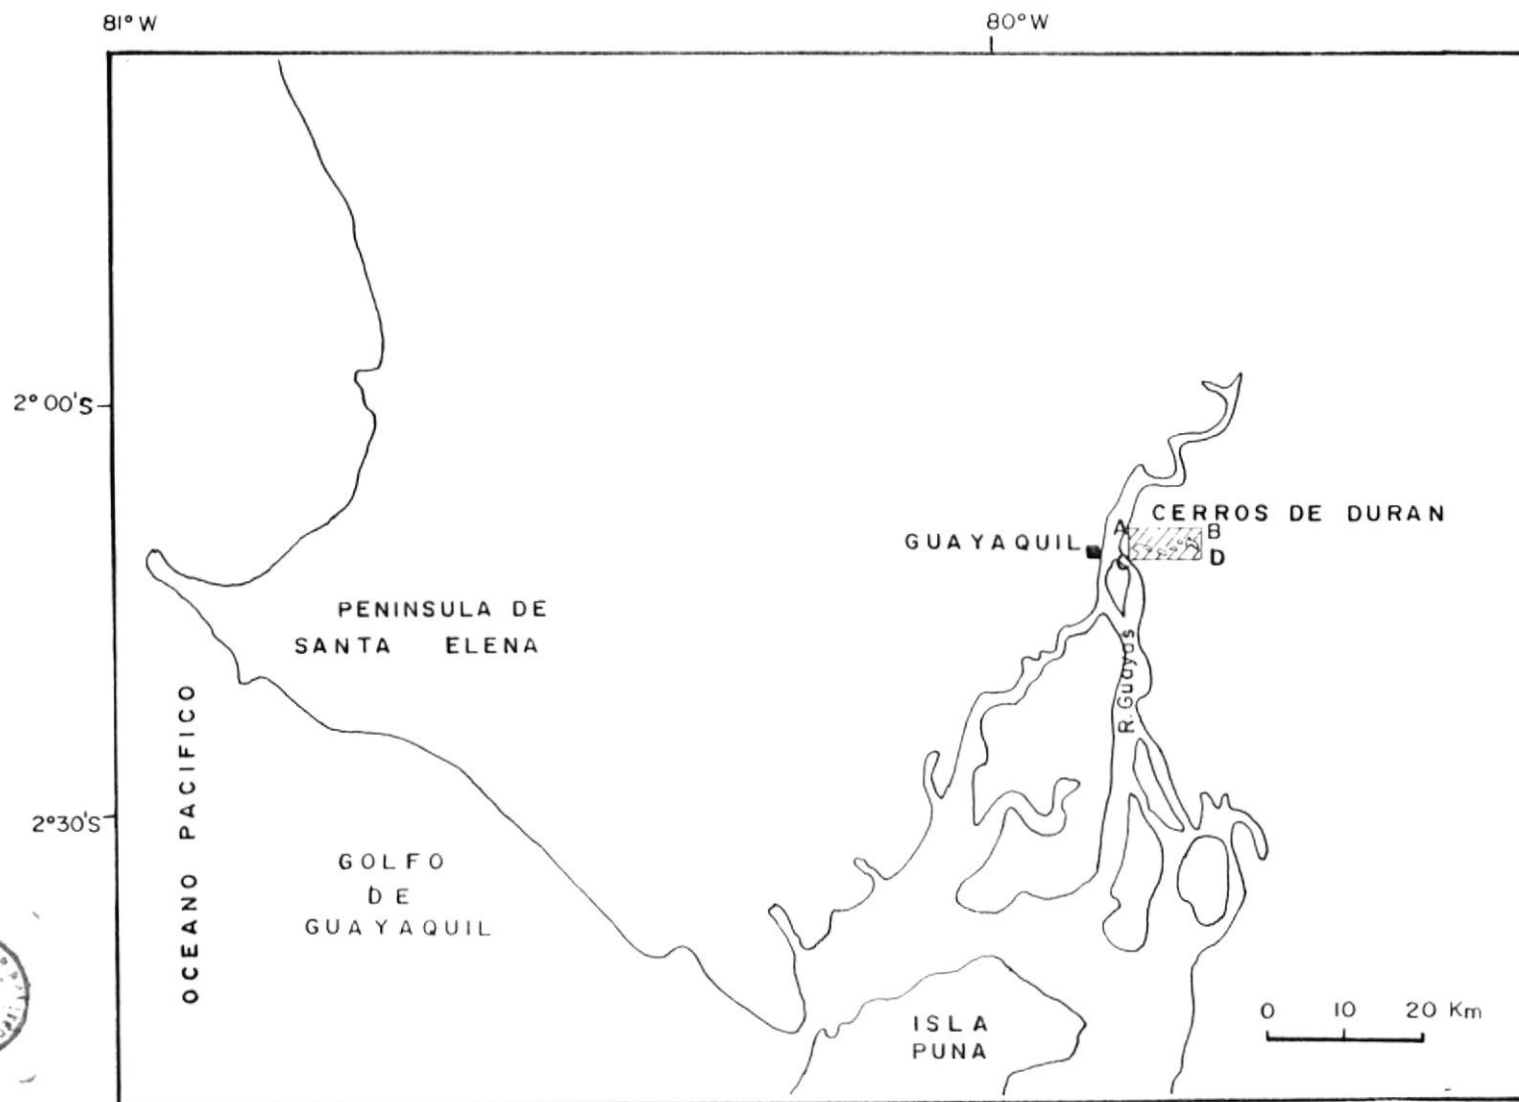 81° W
80° W
2° 00'S
CERROS DE DURAN
A
B
GUAYAQUIL
D
PENINSULA DE
SANTA ELENA
R. Guayas
OCEANO PACIFICO
2° 30'S
GOLFO
DE
GUAYAQUIL
ISLA
PUNA
0 10 20 Km